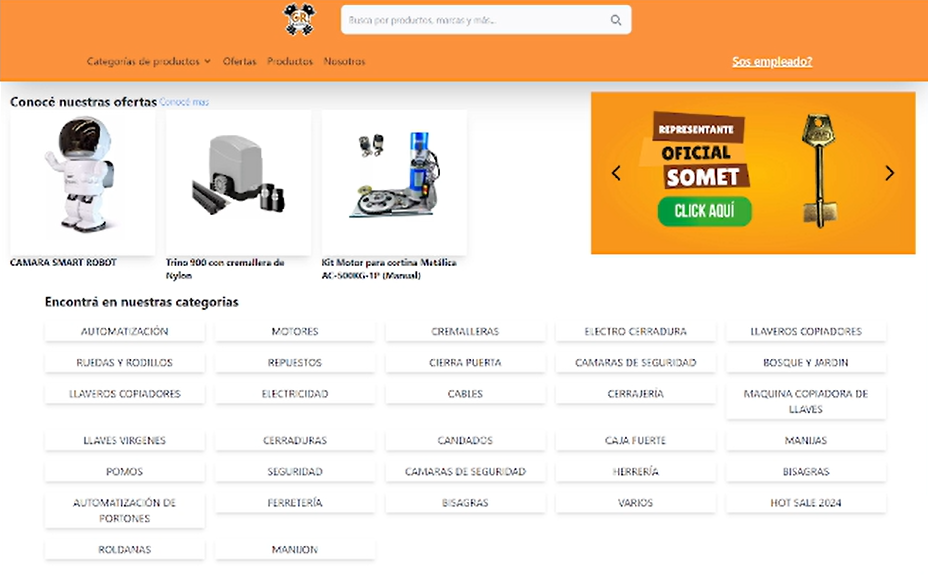 GR
Busca por productos, marcas y más...
Categorías de productos
Ofertas
Productos
Nosotros
Sos empleado?
Conocé nuestras ofertas Conocé mas
REPRESENTANTE
OFICIAL
SOMET
CLICK AQUÍ
CAMARA SMART ROBOT
Trino 900 con cremallera de
Nylon
Kit Motor para cortina Metálica
AC-500KG-1P (Manual)
Encontrá en nuestras categorias
AUTOMATIZACIÓN
MOTORES
CREMALLERAS
ELECTRO CERRADURA
LLAVEROS COPIADORES
RUEDAS Y RODILLOS
REPUESTOS
CIERRA PUERTA
CAMARAS DE SEGURIDAD
BOSQUE Y JARDIN
LLAVEROS COPIADORES
ELECTRICIDAD
CABLES
CERRAJERÍA
MAQUINA COPIADORA DE
LLAVES
LLAVES VIRGENES
CERRADURAS
CANDADOS
CAJA FUERTE
MANIJAS
POMOS
SEGURIDAD
CAMARAS DE SEGURIDAD
HERRERÍA
BISAGRAS
AUTOMATIZACIÓN DE
PORTONES
FERRETERÍA
BISAGRAS
VARIOS
HOT SALE 2024
ROLDANAS
MANIJON